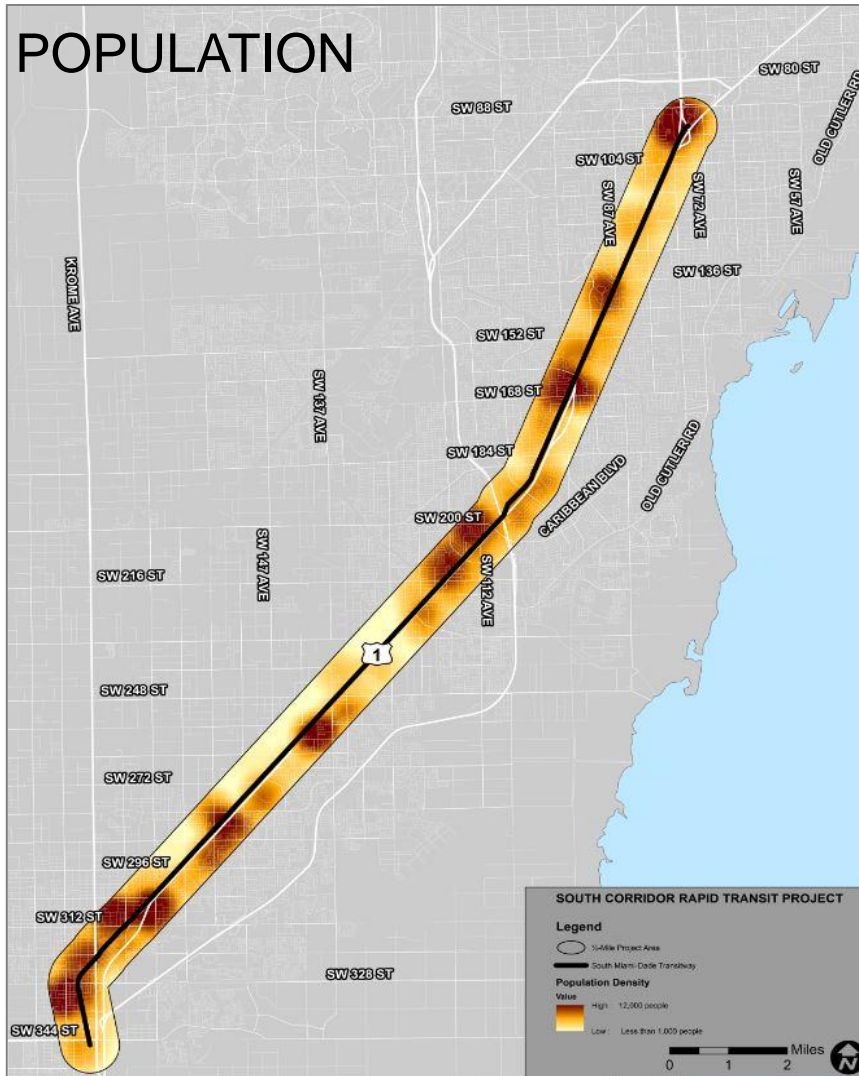 POPULATION
SW 80 ST
SW 88 ST
OLD CUTLER RD
SW 104 ST
SW 87 AVE
SW 72 AVE
SW 57 AVE
KROME AVE
SW 136 ST
SW 152 ST
SW 137 AVE
SW 168 ST
SW 184 ST
OLD CUTLER RD
CARIBBEAN BLVD
SW 200 ST
SW 147 AVE
SW 112 AVE
SW 216 ST
1
SW 248 ST
SW 272 ST
SW 296 ST
SW 312 ST
SW 328 ST
SW 344 ST
SOUTH CORRIDOR RAPID TRANSIT PROJECT
Legend
½-Mile Project Area
South Miami-Dade Transitway
Population Density
Value
High : 12,000 people
Low : Less than 1,000 people
Miles
0 1 2
N